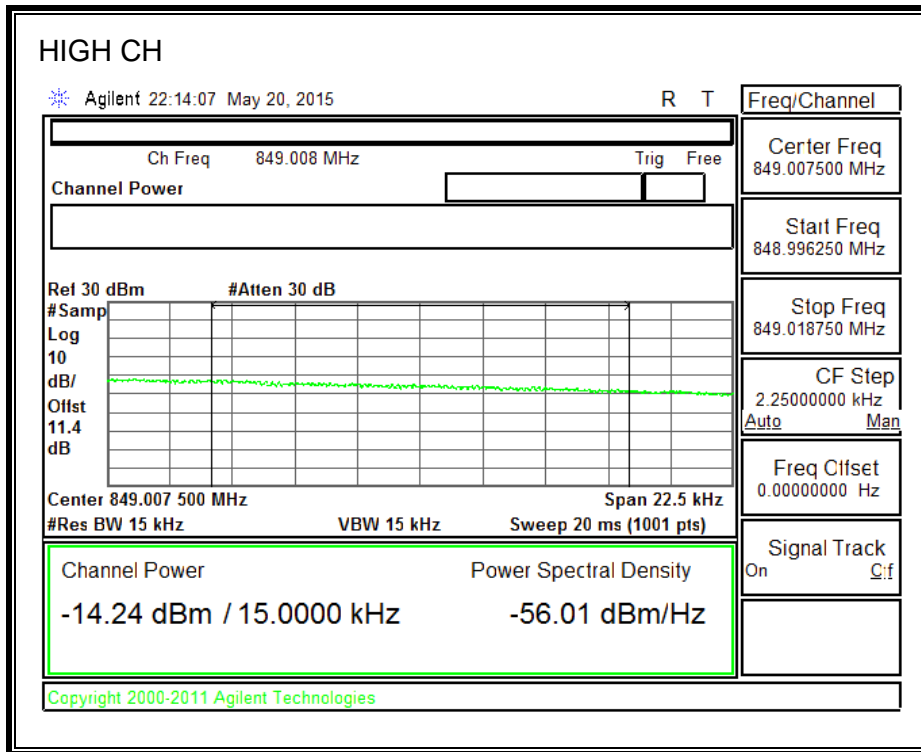 HIGH CH
Agilent 22:14:07 May 20, 2015 R T
Freq/Channel
Ch Freq 849.008 MHz Trig Free
Channel Power
Center Freq
849.007500 MHz
Start Freq
848.996250 MHz
Stop Freq
849.018750 MHz
CF Step
2.25000000 kHz
Auto Man
Freq Offset
0.00000000 Hz
Signal Track
On Off
Ref 30 dBm #Atten 30 dB
#Samp
Log
10
dB/
Offst
11.4
dB
Center 849.007 500 MHz Span 22.5 kHz
#Res BW 15 kHz VBW 15 kHz Sweep 20 ms (1001 pts)
Channel Power Power Spectral Density
-14.24 dBm / 15.0000 kHz -56.01 dBm/Hz
Copyright 2000-2011 Agilent Technologies